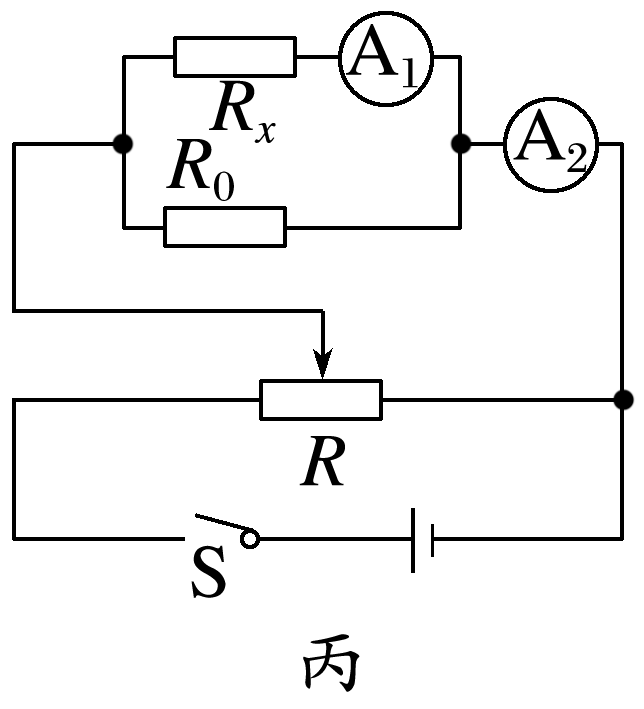 A₁
Rₓ
R₀
A₂
R
S
丙